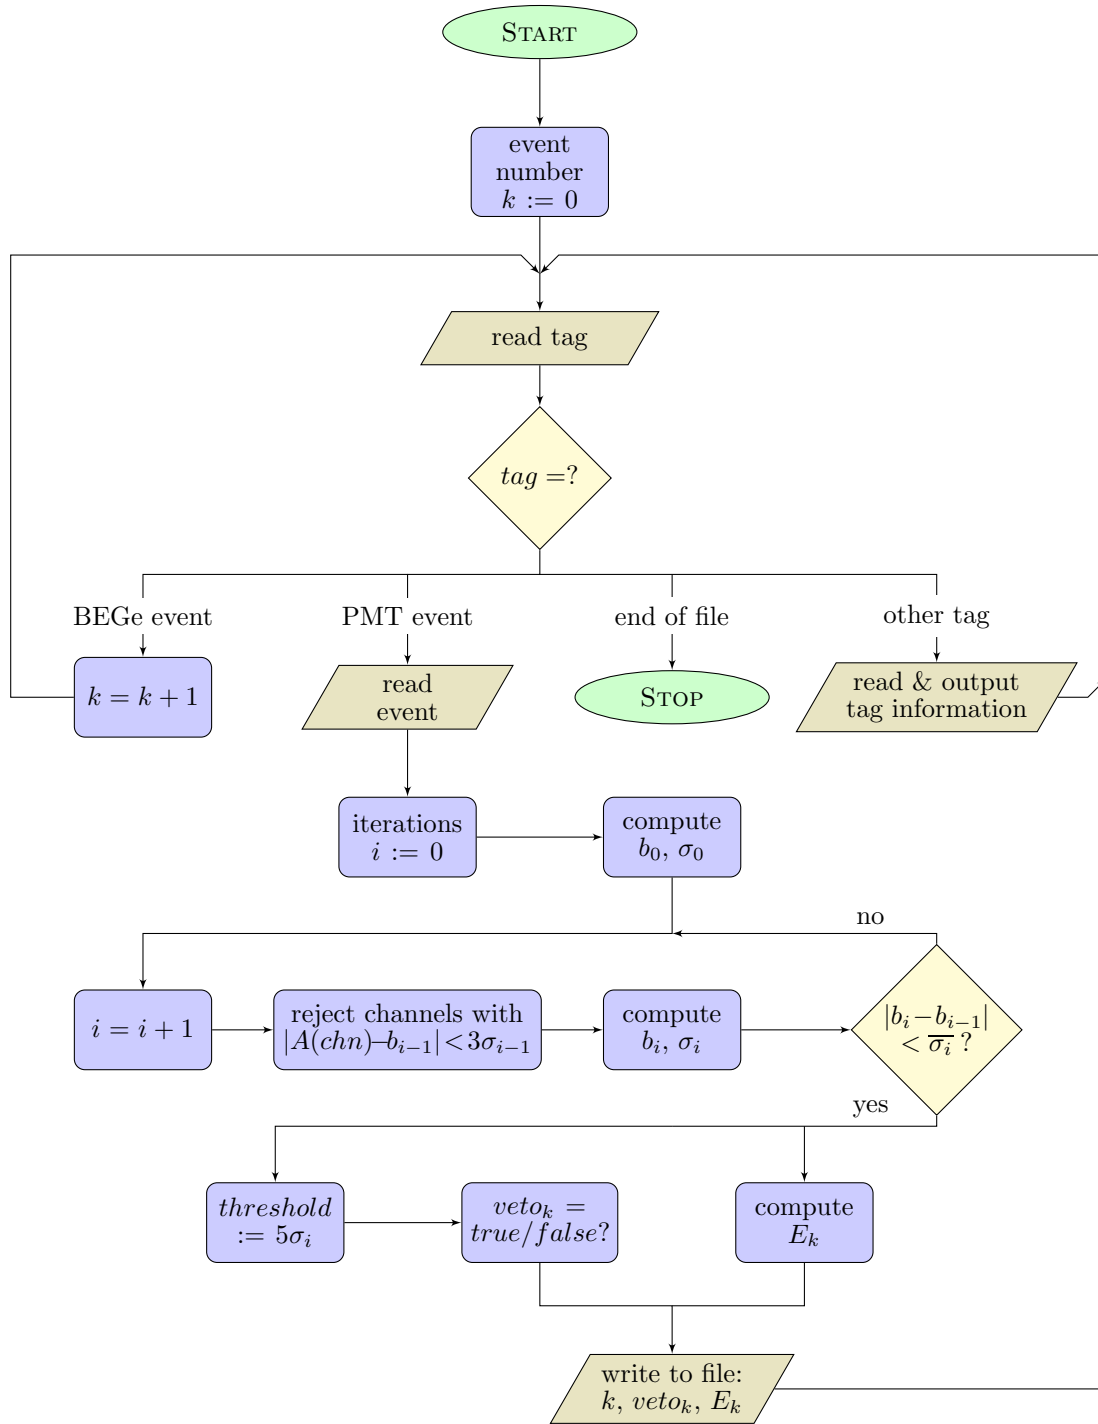 START
event
number
k := 0
read tag
tag =?
BEGe event
PMT event
end of file
other tag
k = k + 1
read
event
STOP
read & output
tag information
iterations
i := 0
compute
b₀, σ₀
no
i = i + 1
reject channels with
|A(chn)–bᵢ₋₁| < 3σᵢ₋₁
compute
bᵢ, σᵢ
|bᵢ − bᵢ₋₁|
< σ̅ᵢ ?
yes
threshold
:= 5σᵢ
vetoₖ =
true/false?
compute
Eₖ
write to file:
k, vetoₖ, Eₖ